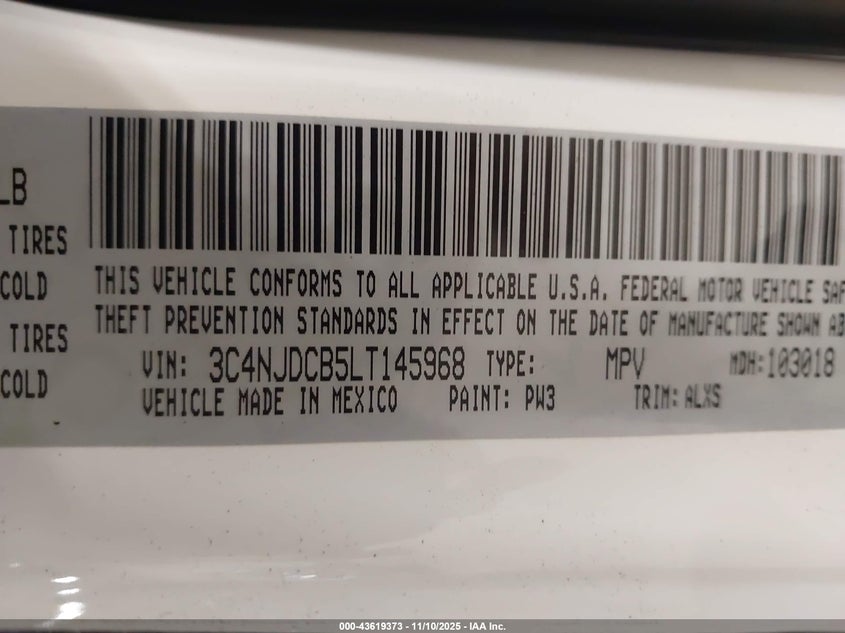 LB
TIRES
COLD
TIRES
COLD
THIS VEHICLE CONFORMS TO ALL APPLICABLE U.S.A. FEDERAL MOTOR VEHICLE SAF
THEFT PREVENTION STANDARDS IN EFFECT ON THE DATE OF MANUFACTURE SHOWN AB
VIN: 3C4NJDCB5LT145968 TYPE: MPV MDH:103018
VEHICLE MADE IN MEXICO PAINT: PW3 TRIM: ALXS
000-43619373 - 11/10/2025 - IAA Inc.